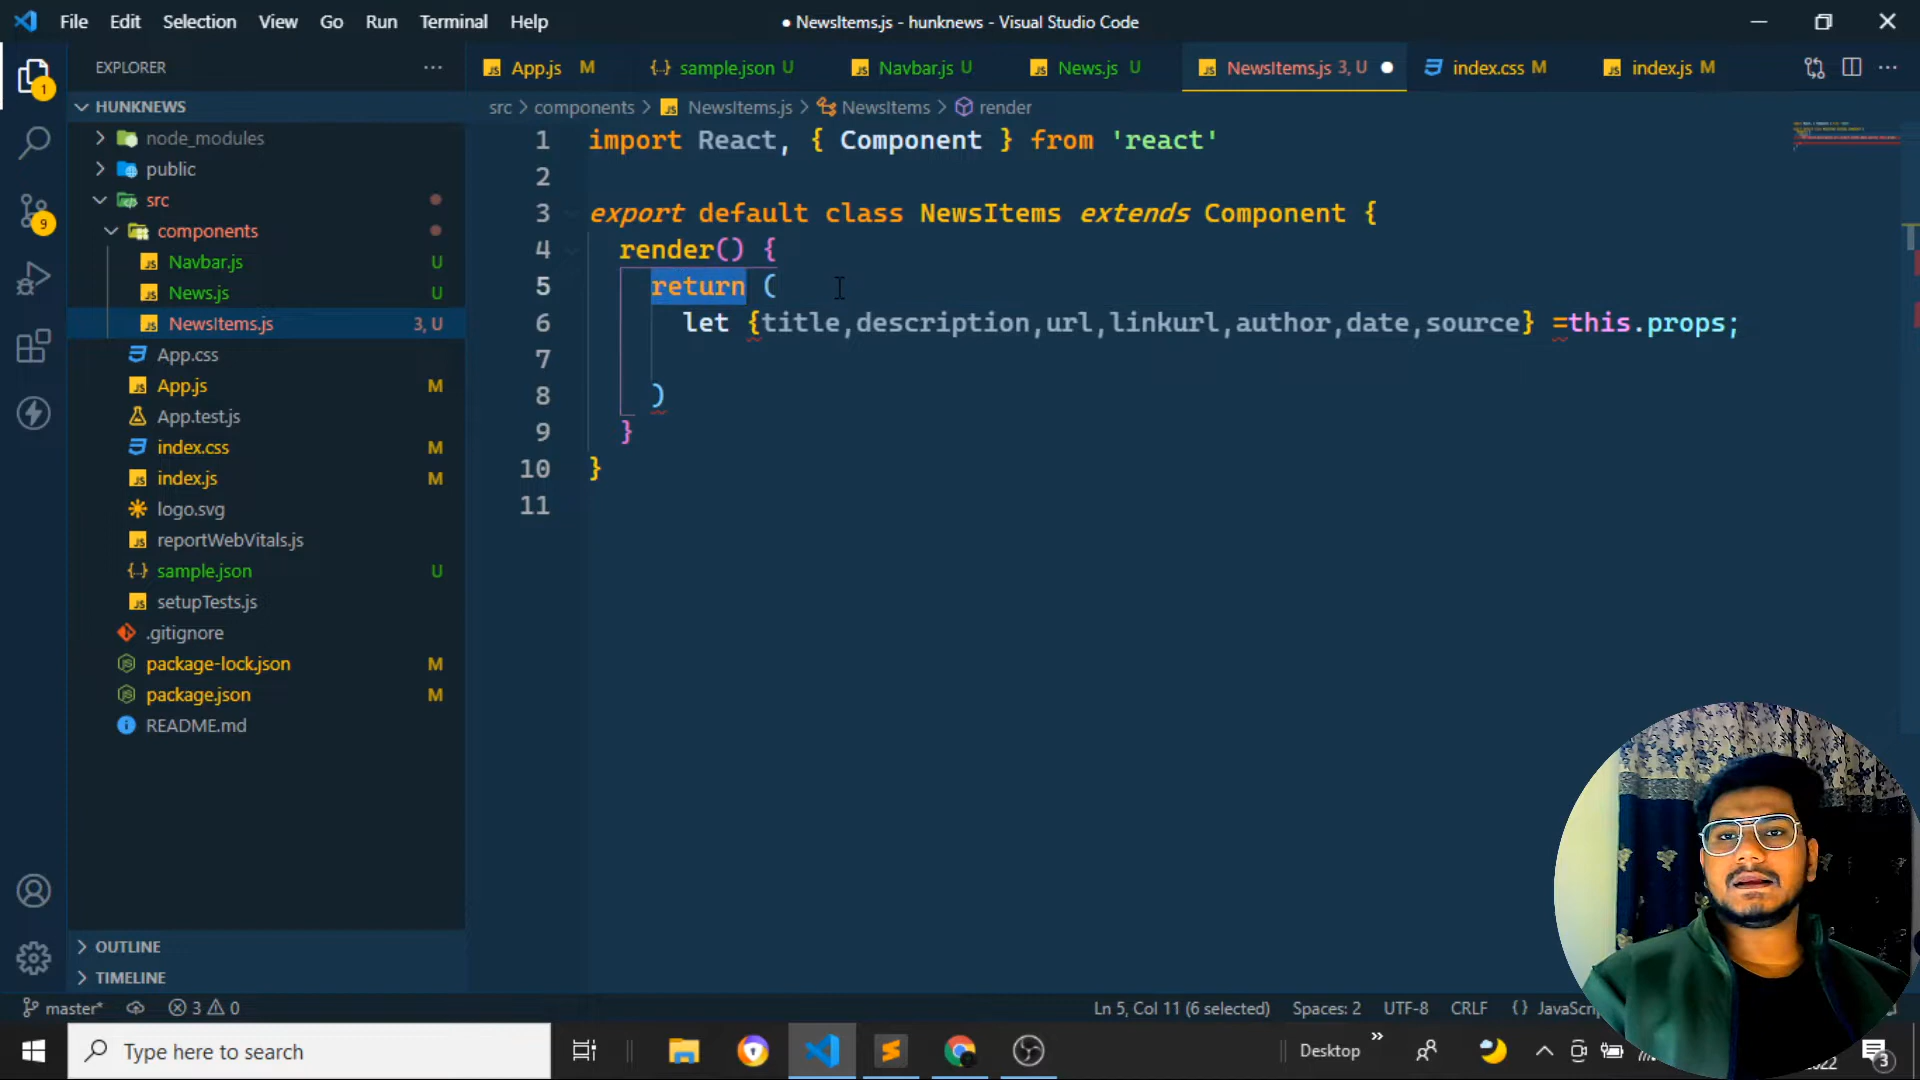 File Edit Selection View Go Run Terminal Help
● NewsItems.js - hunknews - Visual Studio Code
EXPLORER
App.js M
sample.json U
Navbar.js U
News.js U
NewsItems.js 3, U
index.css M
index.js M
HUNKNEWS
src > components > NewsItems.js > NewsItems > render
node_modules
public
src
components
Navbar.js U
News.js U
NewsItems.js 3, U
App.css
App.js M
App.test.js
index.css M
index.js M
logo.svg
reportWebVitals.js
sample.json U
setupTests.js
.gitignore
package-lock.json M
package.json M
README.md
OUTLINE
TIMELINE
1 import React, { Component } from 'react'
2
3 export default class NewsItems extends Component {
4 render() {
5 return (
6 let {title,description,url,linkurl,author,date,source} =this.props;
7
8 )
9 }
10 }
11
1
9
master* 3 0
Ln 5, Col 11 (6 selected) Spaces: 2 UTF-8 CRLF {}
Type here to search
Desktop
3